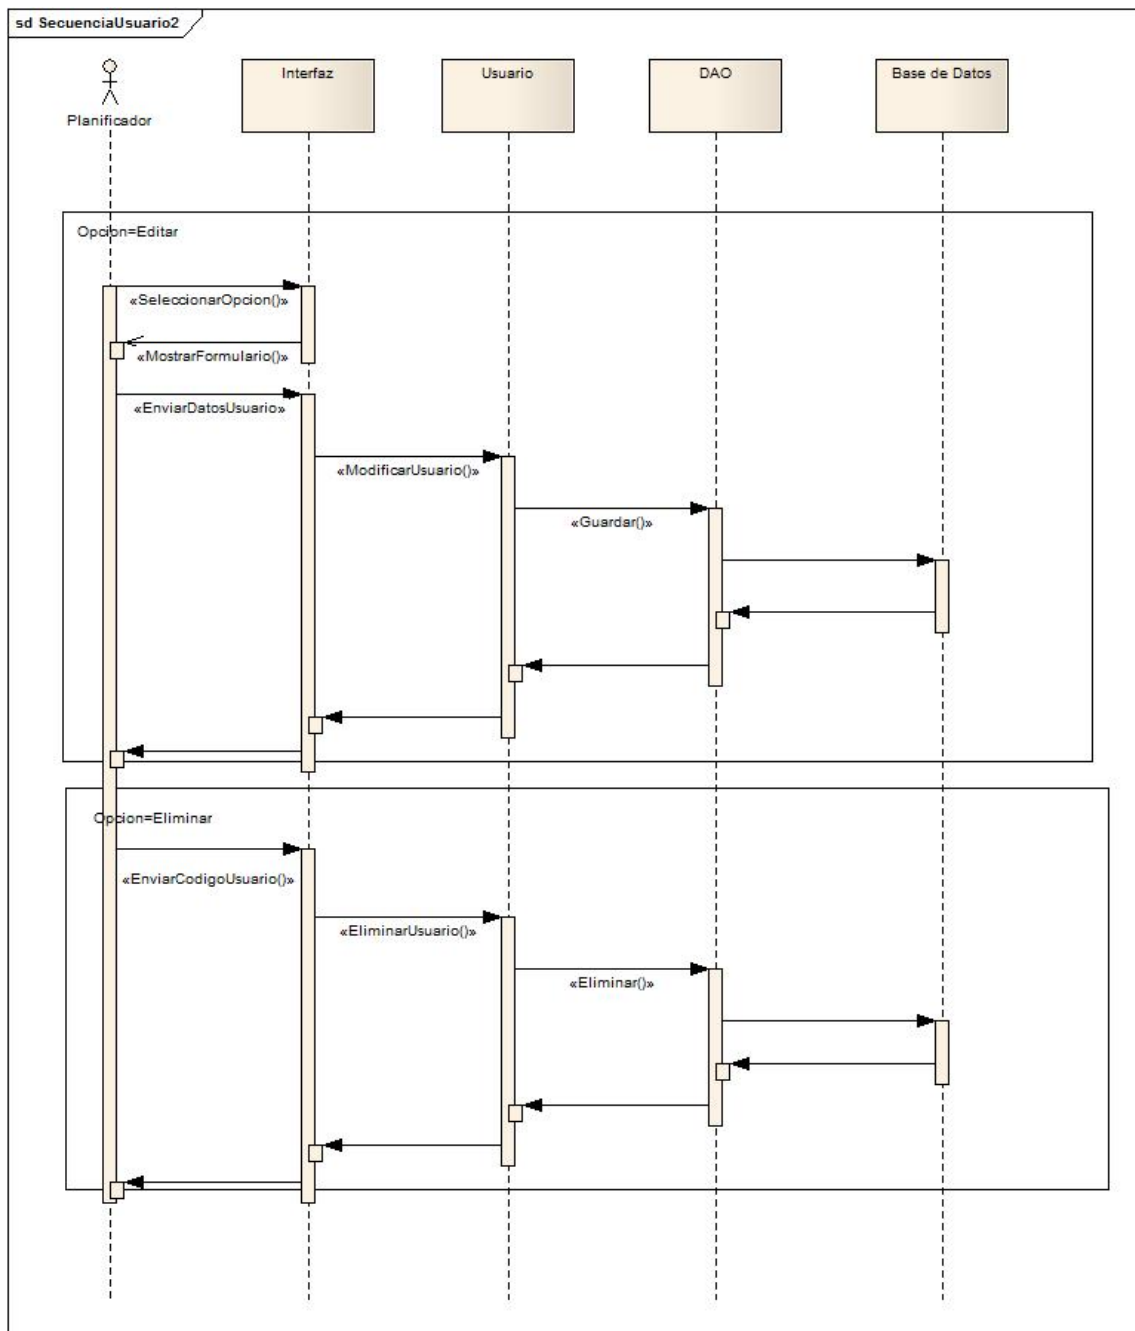 sd SecuenciaUsuario2
Planificador
Interfaz
Usuario
DAO
Base de Datos
Opcion=Editar
«SeleccionarOpcion()»
«MostrarFormulario()»
«EnviarDatosUsuario»
«ModificarUsuario()»
«Guardar()»
Opcion=Eliminar
«EnviarCodigoUsuario()»
«EliminarUsuario()»
«Eliminar()»